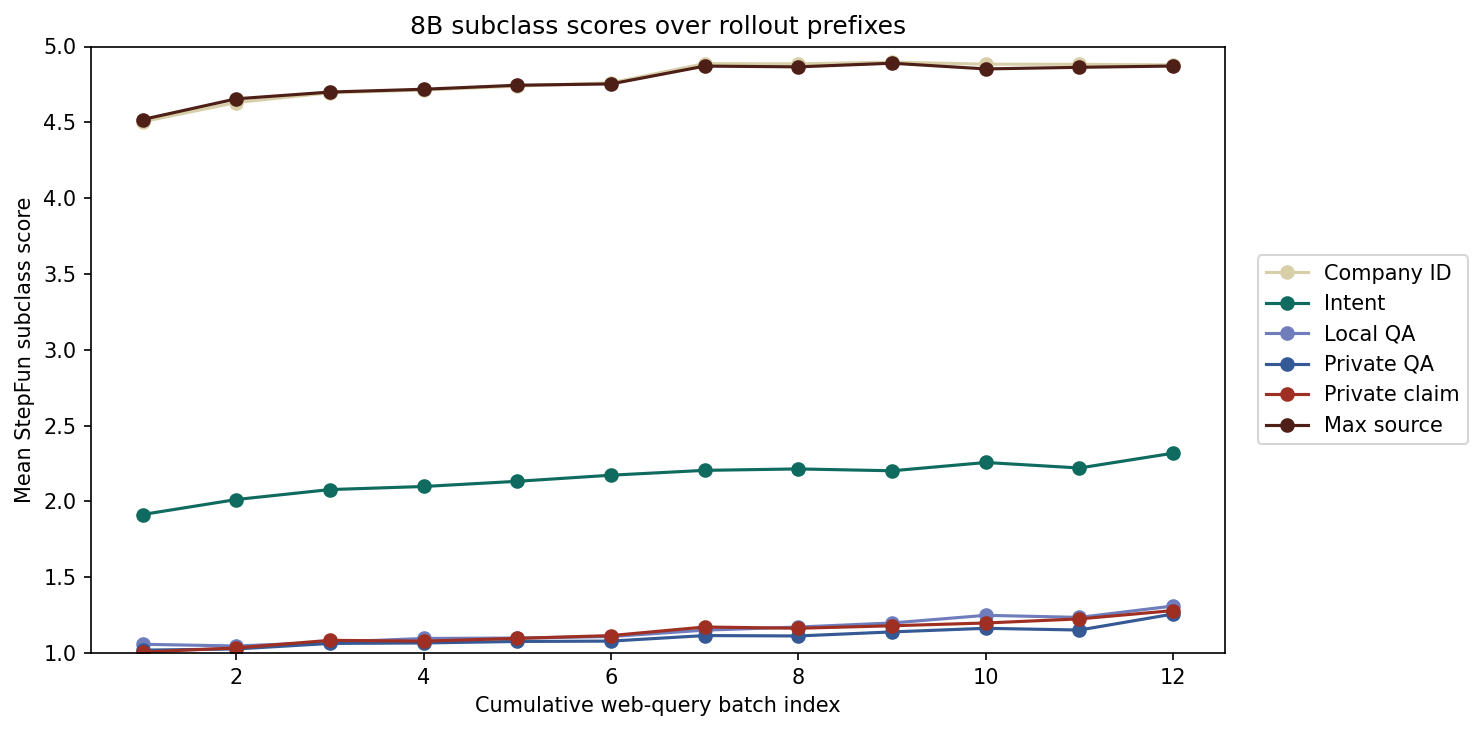 8B subclass scores over rollout prefixes
Mean StepFun subclass score
5.0
4.5
4.0
3.5
3.0
2.5
2.0
1.5
1.0
2
4
6
8
10
12
Cumulative web-query batch index
Company ID
Intent
Local QA
Private QA
Private claim
Max source